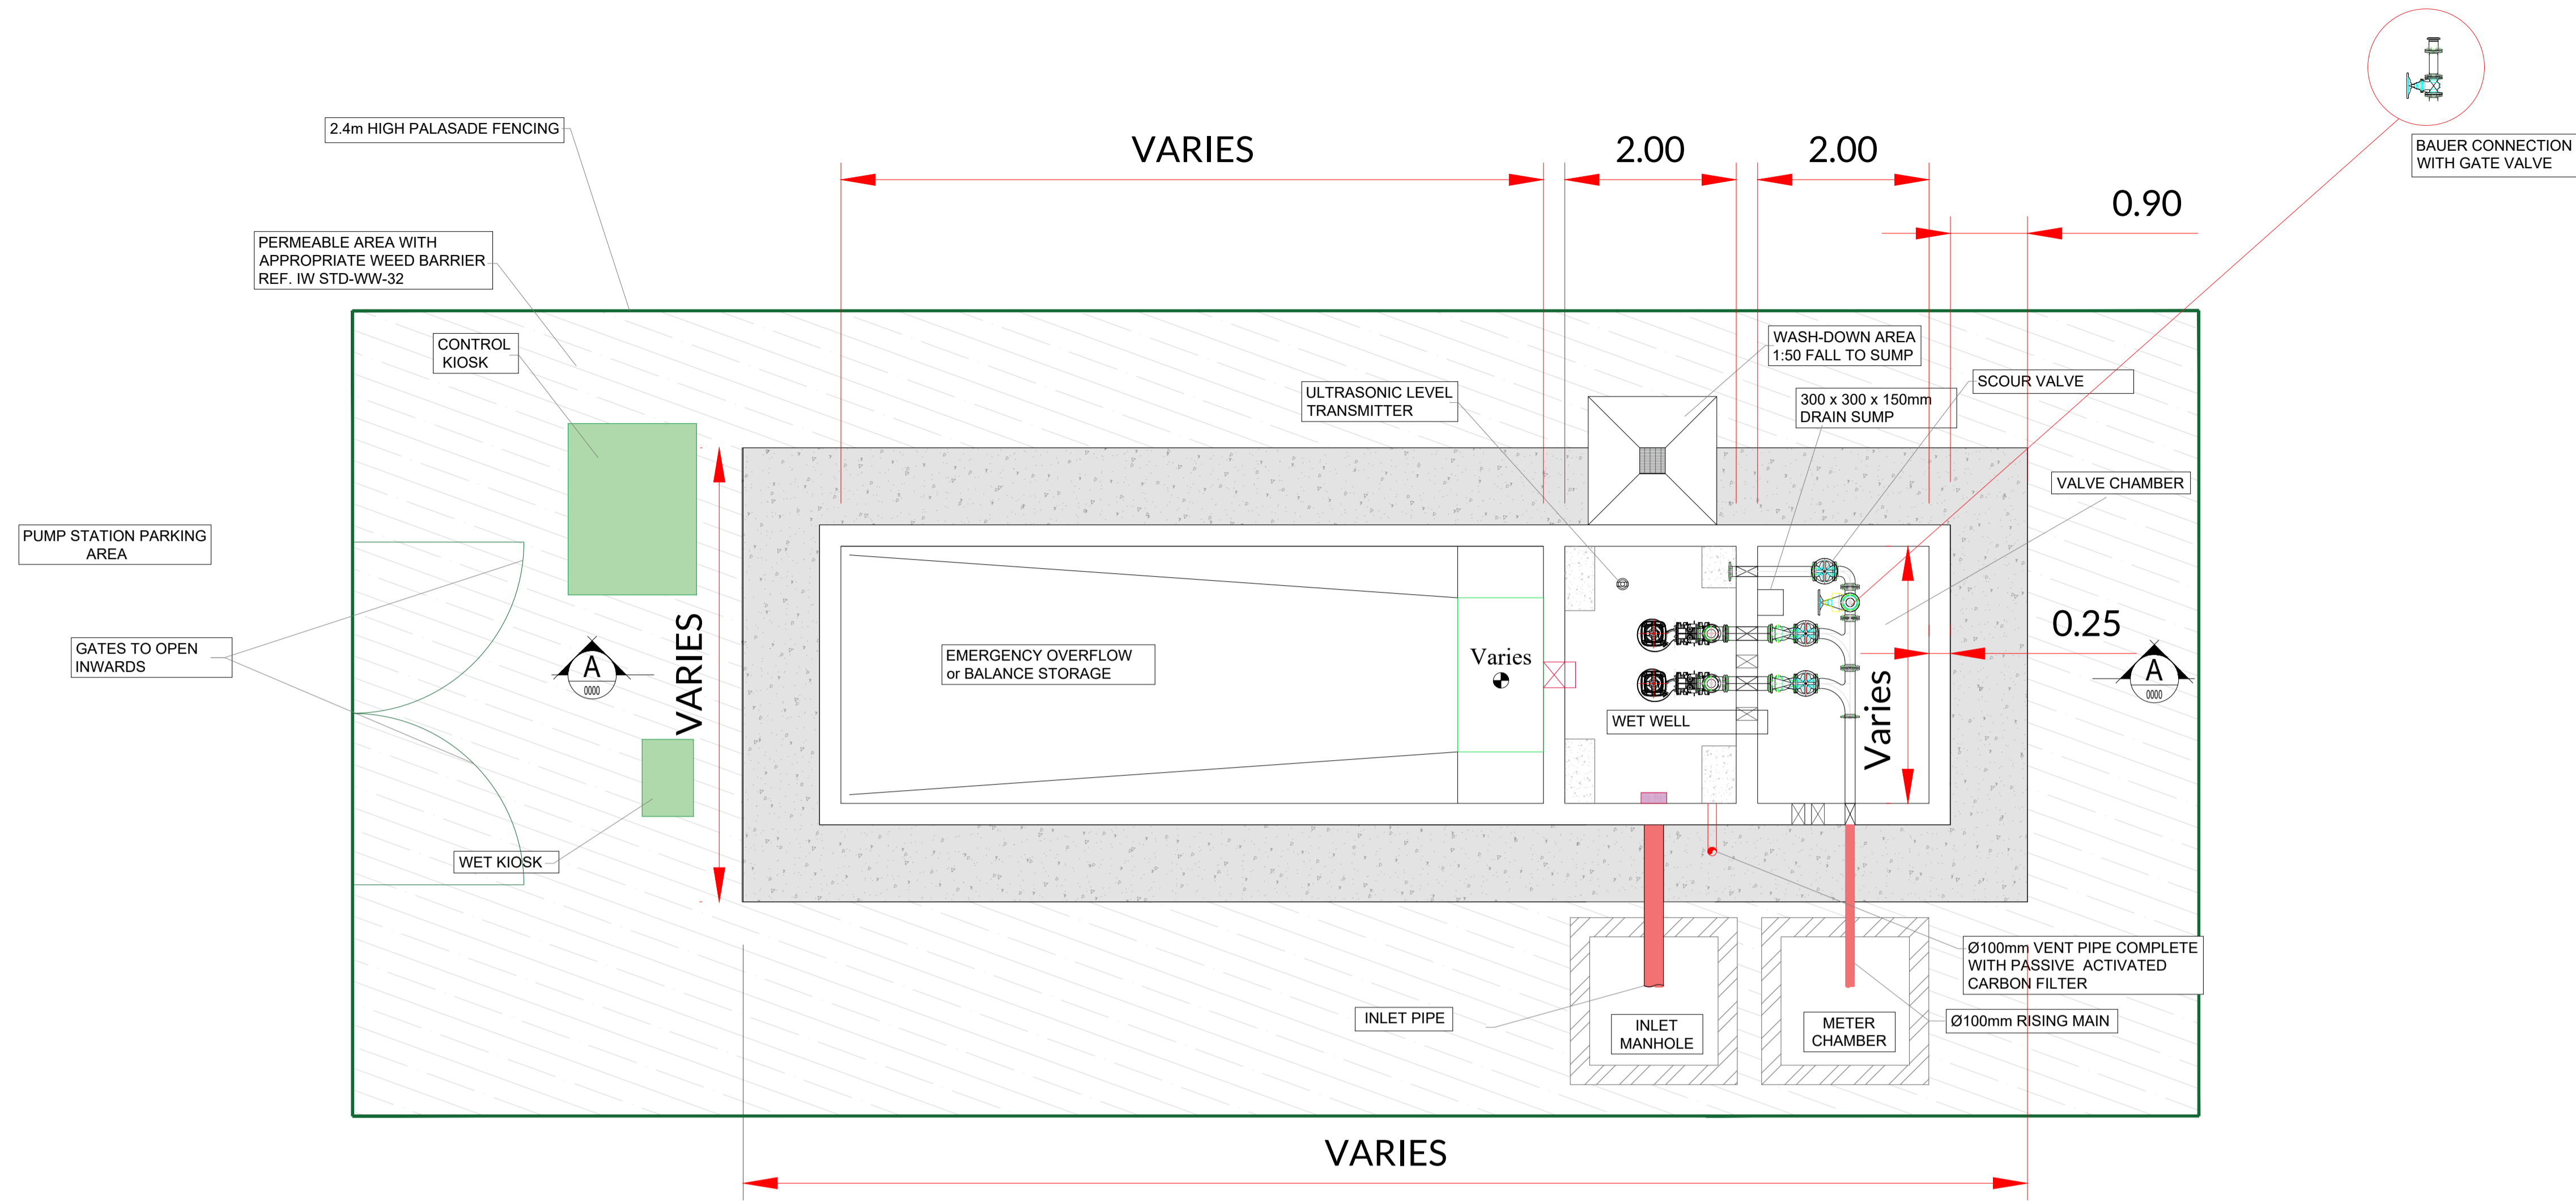 BAUER CONNECTION
WITH GATE VALVE
2.4m HIGH PALASADE FENCING
VARIES
2.00
2.00
0.90
PERMEABLE AREA WITH
APPROPRIATE WEED BARRIER
REF. IW STD-WW-32
CONTROL
KIOSK
WASH-DOWN AREA
1:50 FALL TO SUMP
ULTRASONIC LEVEL
TRANSMITTER
SCOUR VALVE
300 x 300 x 150mm
DRAIN SUMP
VALVE CHAMBER
PUMP STATION PARKING
AREA
GATES TO OPEN
INWARDS
A
0000
VARIES
EMERGENCY OVERFLOW
or BALANCE STORAGE
Varies
WET WELL
Varies
0.25
A
0000
WET KIOSK
Ø100mm VENT PIPE COMPLETE
WITH PASSIVE ACTIVATED
CARBON FILTER
INLET PIPE
INLET
MANHOLE
METER
CHAMBER
Ø100mm RISING MAIN
VARIES